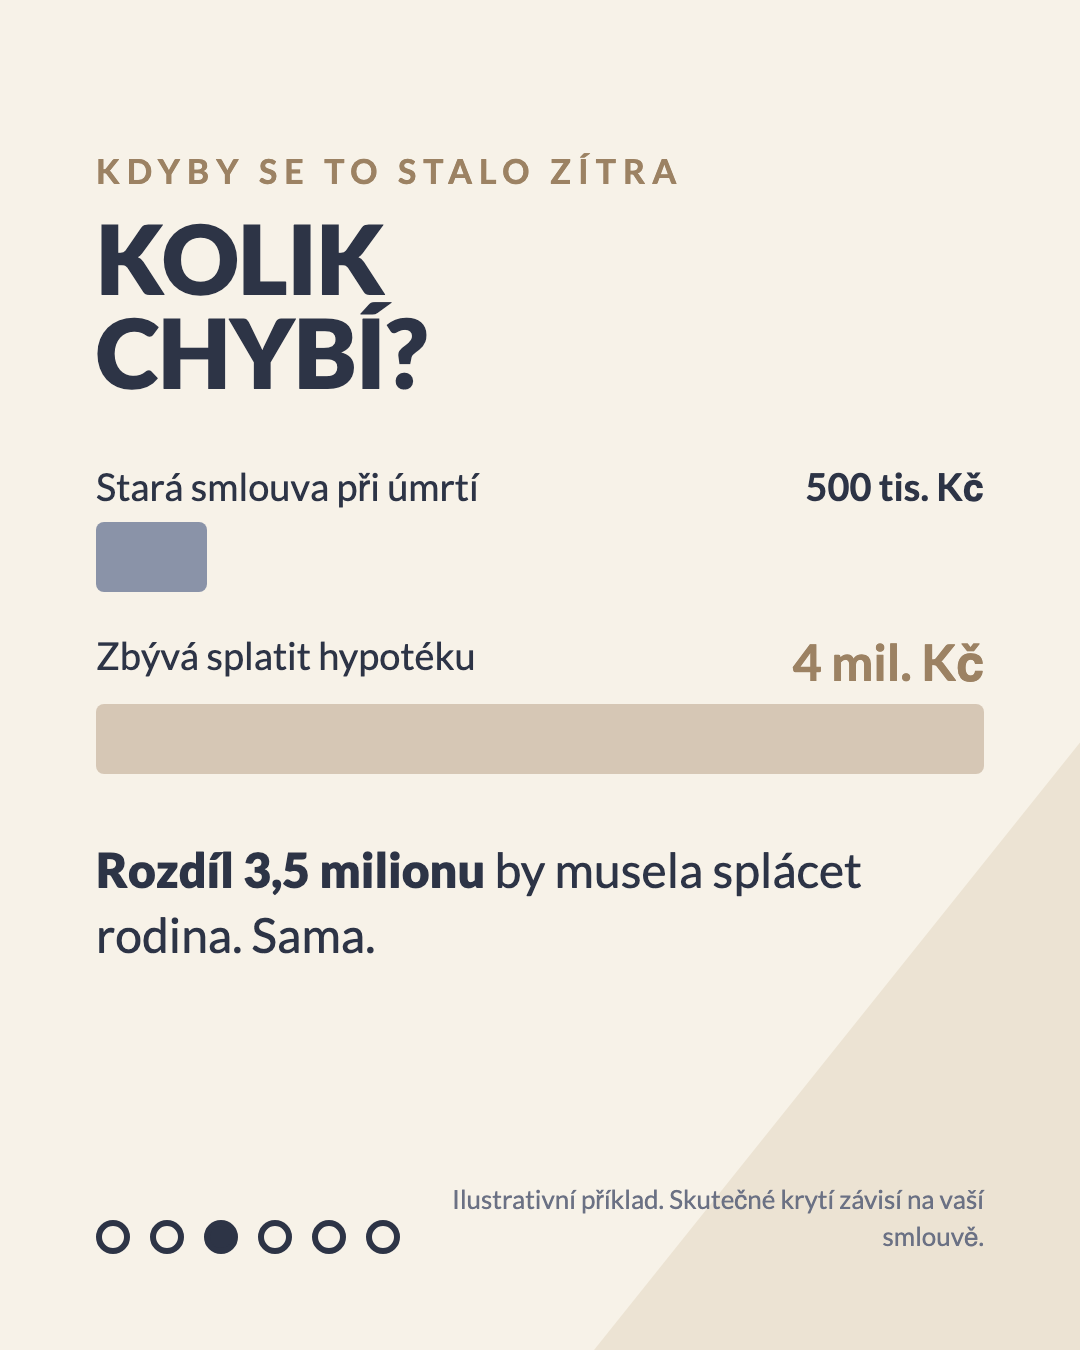 KDYBY SE TO STALO ZÍTRA
KOLIK
CHYBÍ?
Stará smlouva při úmrtí 500 tis. Kč
Zbývá splatit hypotéku 4 mil. Kč
Rozdíl 3,5 milionu by musela splácet
rodina. Sama.
Ilustrativní příklad. Skutečné krytí závisí na vaší
smlouvě.